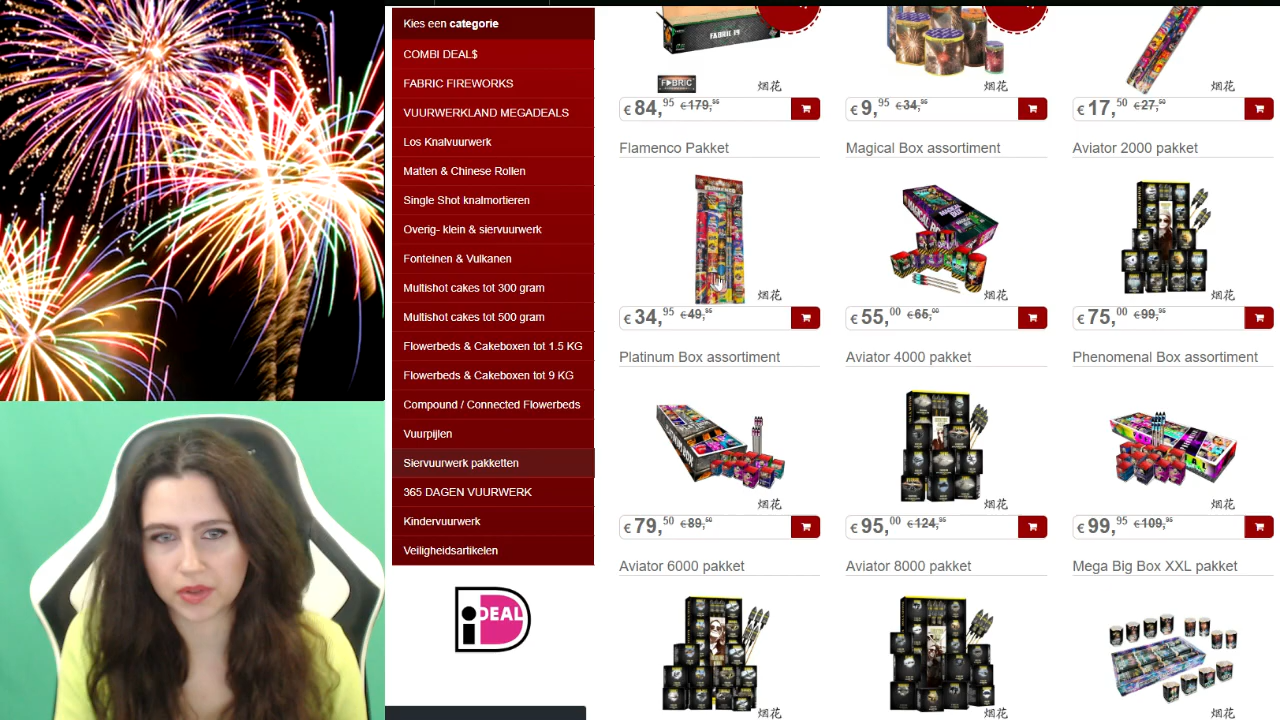 Kies een categorie
COMBI DEAL$
FABRIC FIREWORKS
VUURWERKLAND MEGADEALS
Los Knalvuurwerk
Matten & Chinese Rollen
Single Shot knalmortieren
Overig- klein & siervuurwerk
Fonteinen & Vulkanen
Multishot cakes tot 300 gram
Multishot cakes tot 500 gram
Flowerbeds & Cakeboxen tot 1.5 KG
Flowerbeds & Cakeboxen tot 9 KG
Compound / Connected Flowerbeds
Vuurpijlen
Siervuurwerk pakketten
365 DAGEN VUURWERK
Kindervuurwerk
Veiligheidsartikelen
iDEAL
FABRIC 19
FABRIC
烟花 烟花 烟花
€ 84,95 €179,95 € 9,95 €34,95 € 17,50 €27,50
Flamenco Pakket Magical Box assortiment Aviator 2000 pakket
烟花 烟花 烟花
€ 34,95 €49,95 € 55,00 €65,00 € 75,00 €99,95
Platinum Box assortiment Aviator 4000 pakket Phenomenal Box assortiment
烟花 烟花 烟花
€ 79,50 €89,50 € 95,00 €124,95 € 99,95 €109,95
Aviator 6000 pakket Aviator 8000 pakket Mega Big Box XXL pakket
烟花 烟花 烟花